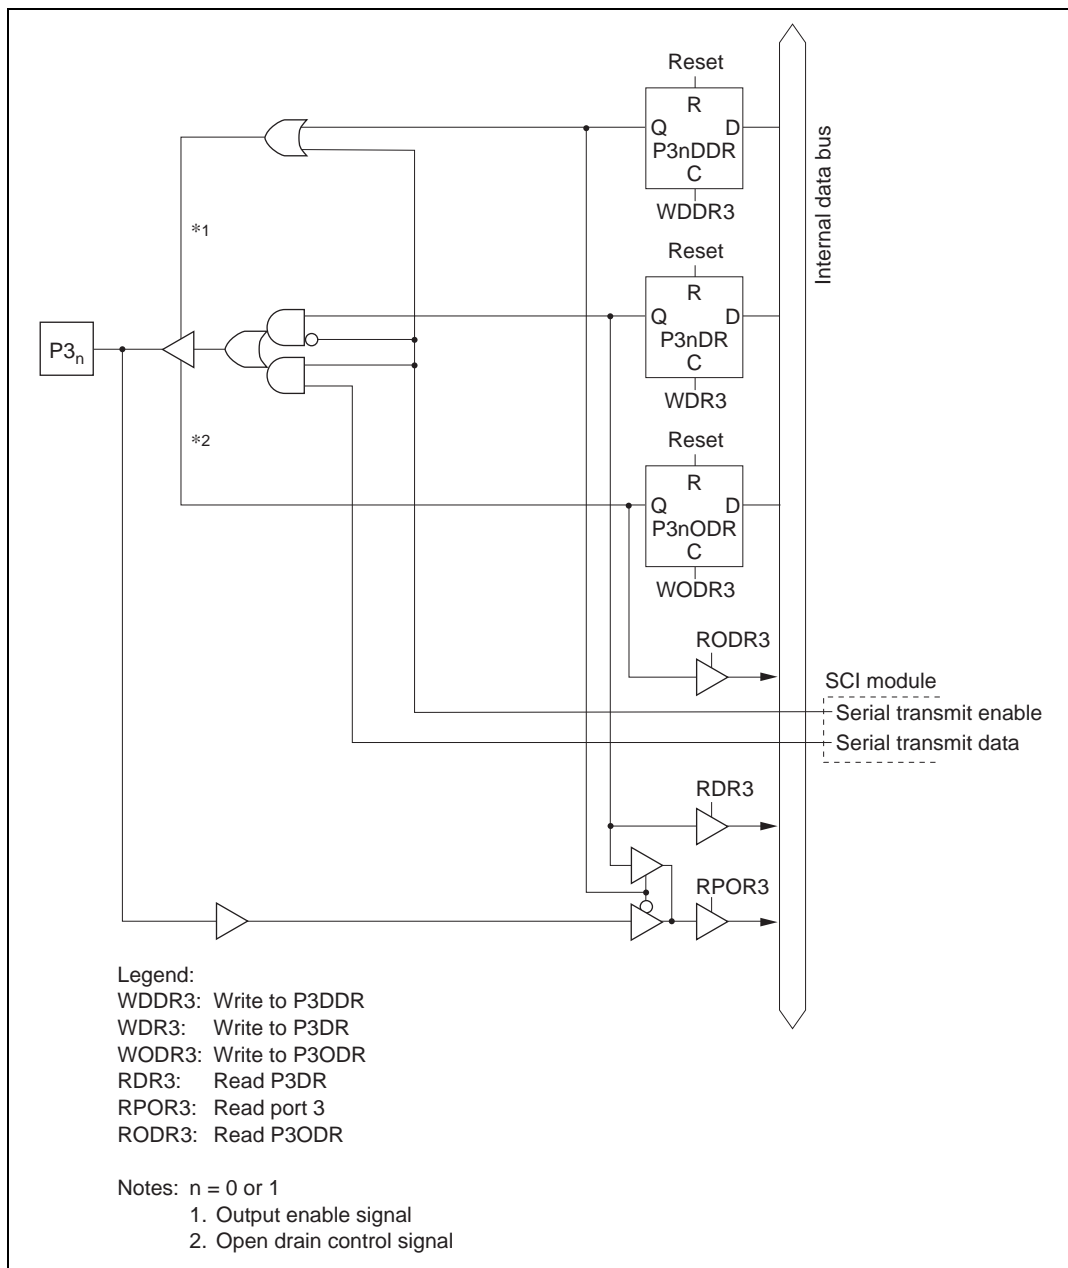 Reset
R
Q D
P3nDDR
C
WDDR3
Internal data bus
*1
Reset
R
Q D
P3nDR
C
WDR3
P3n
*2
Reset
R
Q D
P3nODR
C
WODR3
RODR3
SCI module
Serial transmit enable
Serial transmit data
RDR3
RPOR3
Legend:
WDDR3: Write to P3DDR
WDR3: Write to P3DR
WODR3: Write to P3ODR
RDR3: Read P3DR
RPOR3: Read port 3
RODR3: Read P3ODR
Notes: n = 0 or 1
1. Output enable signal
2. Open drain control signal